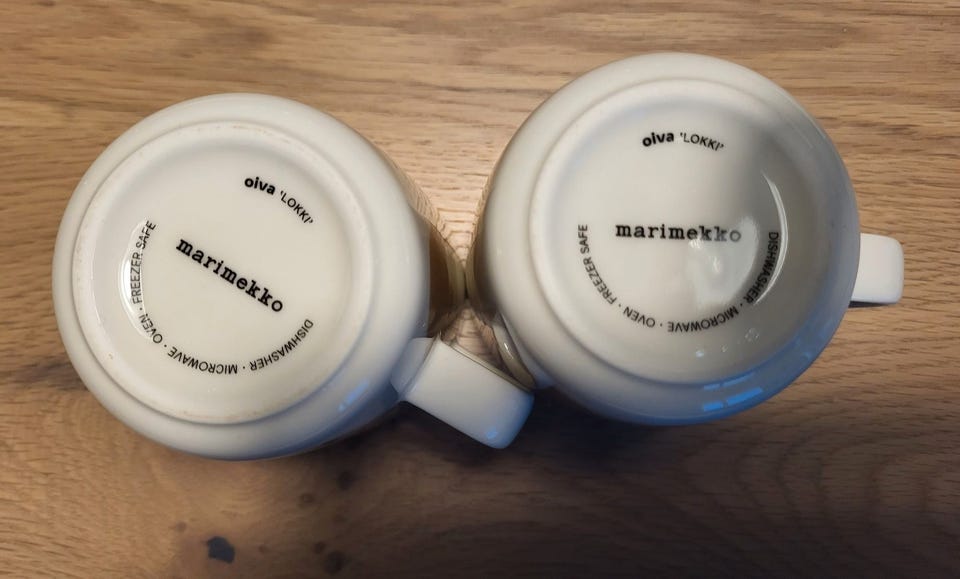 oiva 'LOKKI'
marimekko
DISHWASHER · MICROWAVE · OVEN · FREEZER SAFE
oiva 'LOKKI'
marimekko
DISHWASHER · MICROWAVE · OVEN · FREEZER SAFE